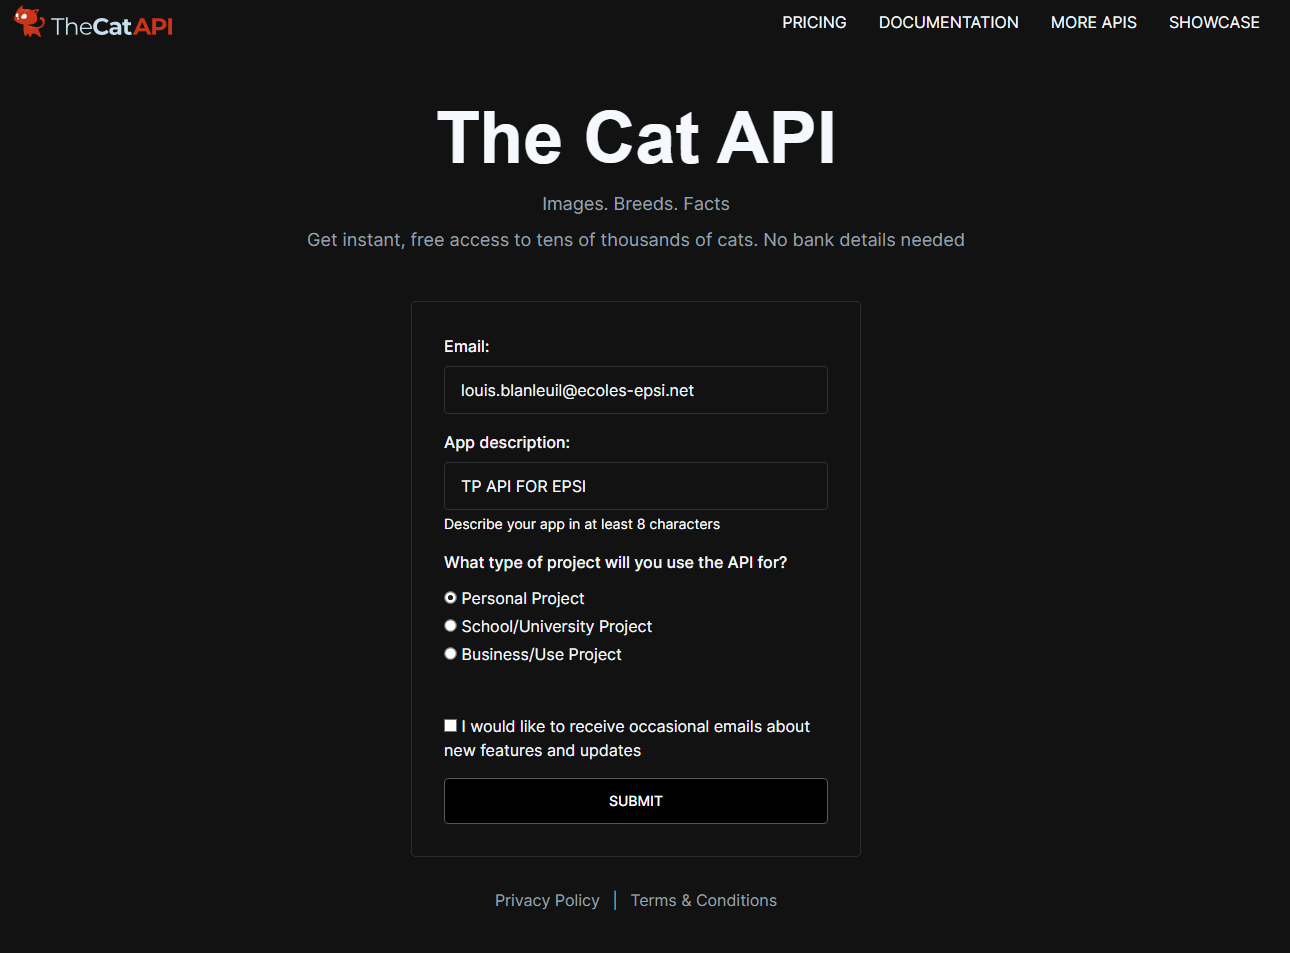 TheCatAPI
PRICING DOCUMENTATION MORE APIS SHOWCASE
The Cat API
Images. Breeds. Facts
Get instant, free access to tens of thousands of cats. No bank details needed
Email:
louis.blanleuil@ecoles-epsi.net
App description:
TP API FOR EPSI
Describe your app in at least 8 characters
What type of project will you use the API for?
Personal Project
School/University Project
Business/Use Project
I would like to receive occasional emails about
new features and updates
SUBMIT
Privacy Policy | Terms & Conditions